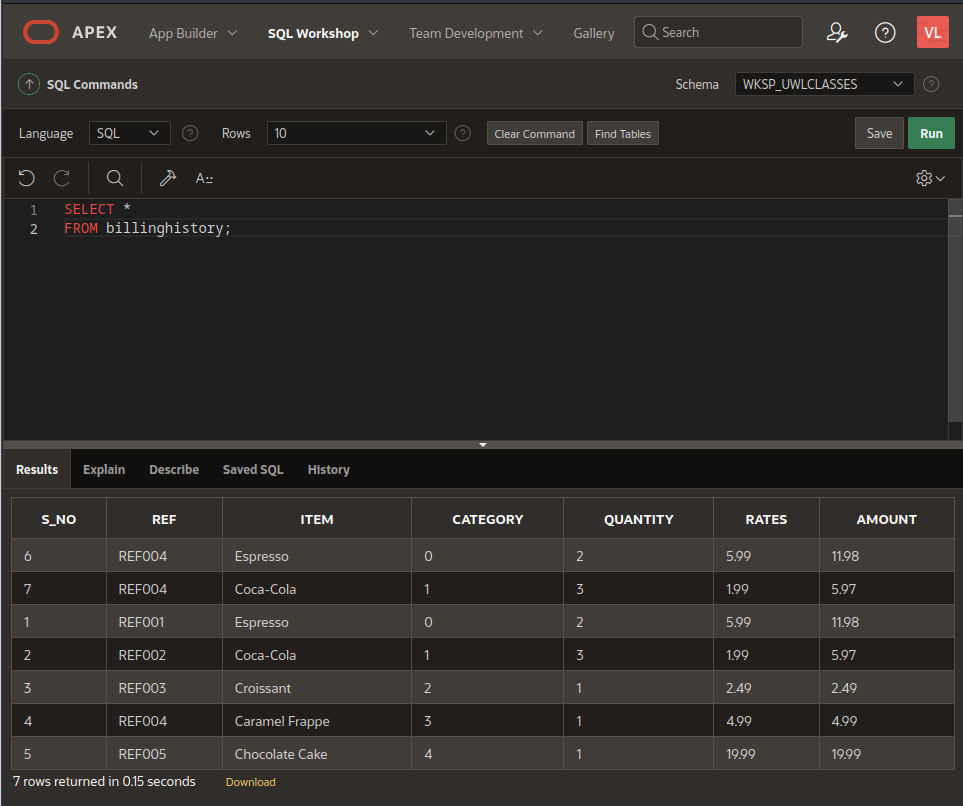 APEX App Builder SQL Workshop Team Development Gallery Search VL
SQL Commands Schema WKSP_UWLCLASSES
Language SQL Rows 10 Clear Command Find Tables Save Run
A::
1 SELECT *
2 FROM billinghistory;
Results Explain Describe Saved SQL History
S_NO REF ITEM CATEGORY QUANTITY RATES AMOUNT
6 REF004 Espresso 0 2 5.99 11.98
7 REF004 Coca-Cola 1 3 1.99 5.97
1 REF001 Espresso 0 2 5.99 11.98
2 REF002 Coca-Cola 1 3 1.99 5.97
3 REF003 Croissant 2 1 2.49 2.49
4 REF004 Caramel Frappe 3 1 4.99 4.99
5 REF005 Chocolate Cake 4 1 19.99 19.99
7 rows returned in 0.15 seconds Download